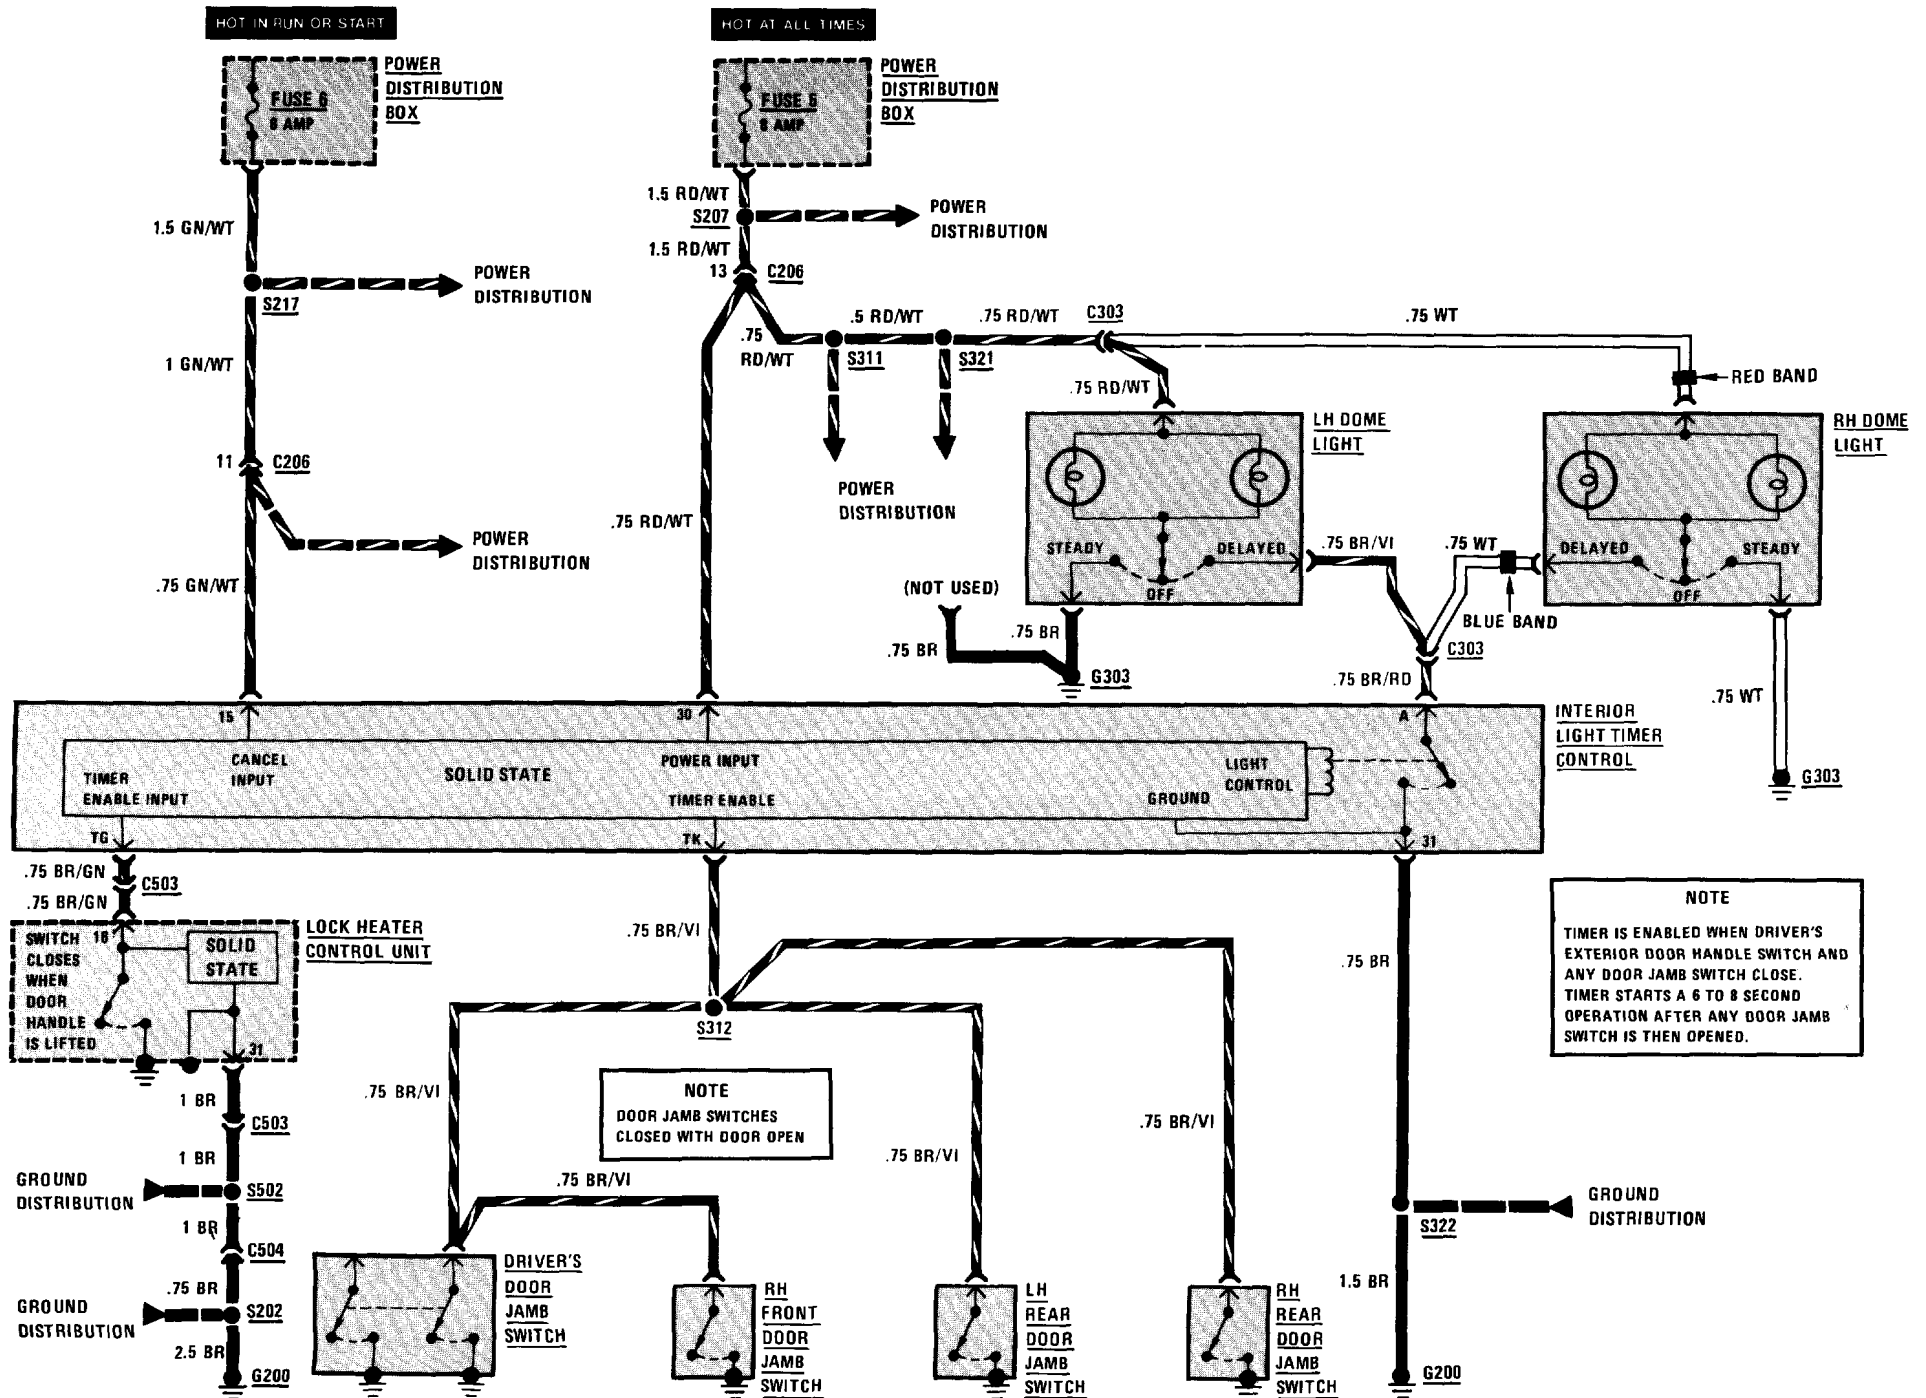 HOT IN RUN OR START
HOT AT ALL TIMES
FUSE 6
8 AMP
POWER
DISTRIBUTION
BOX
FUSE 5
8 AMP
POWER
DISTRIBUTION
BOX
1.5 RD/WT
S207
POWER
DISTRIBUTION
1.5 RD/WT
1.5 GN/WT
13
C206
S217
POWER
DISTRIBUTION
.75
RD/WT
.5 RD/WT
S311
.75 RD/WT
S321
C303
.75 WT
RED BAND
1 GN/WT
.75 RD/WT
LH DOME
LIGHT
RH DOME
LIGHT
11
C206
POWER
DISTRIBUTION
.75 RD/WT
POWER
DISTRIBUTION
STEADY
DELAYED
OFF
.75 BR/VI
.75 WT
DELAYED
STEADY
OFF
BLUE BAND
.75 GN/WT
(NOT USED)
.75 BR
.75 BR
G303
C303
.75 BR/RD
.75 WT
G303
15
CANCEL
INPUT
30
POWER INPUT
A
INTERIOR
LIGHT TIMER
CONTROL
TIMER
ENABLE INPUT
SOLID STATE
TIMER ENABLE
LIGHT
CONTROL
GROUND
TG
TK
31
.75 BR/GN
C503
.75 BR/GN
SWITCH
CLOSES
WHEN
DOOR
HANDLE
IS LIFTED
16
SOLID
STATE
31
LOCK HEATER
CONTROL UNIT
.75 BR/VI
S312
.75 BR
NOTE
TIMER IS ENABLED WHEN DRIVER'S
EXTERIOR DOOR HANDLE SWITCH AND
ANY DOOR JAMB SWITCH CLOSE.
TIMER STARTS A 6 TO 8 SECOND
OPERATION AFTER ANY DOOR JAMB
SWITCH IS THEN OPENED.
1 BR
C503
1 BR
GROUND
DISTRIBUTION
S502
1 BR
C504
.75 BR
GROUND
DISTRIBUTION
S202
2.5 BR
G200
.75 BR/VI
NOTE
DOOR JAMB SWITCHES
CLOSED WITH DOOR OPEN
.75 BR/VI
.75 BR/VI
.75 BR/VI
DRIVER'S
DOOR
JAMB
SWITCH
RH
FRONT
DOOR
JAMB
SWITCH
LH
REAR
DOOR
JAMB
SWITCH
RH
REAR
DOOR
JAMB
SWITCH
S322
GROUND
DISTRIBUTION
1.5 BR
G200